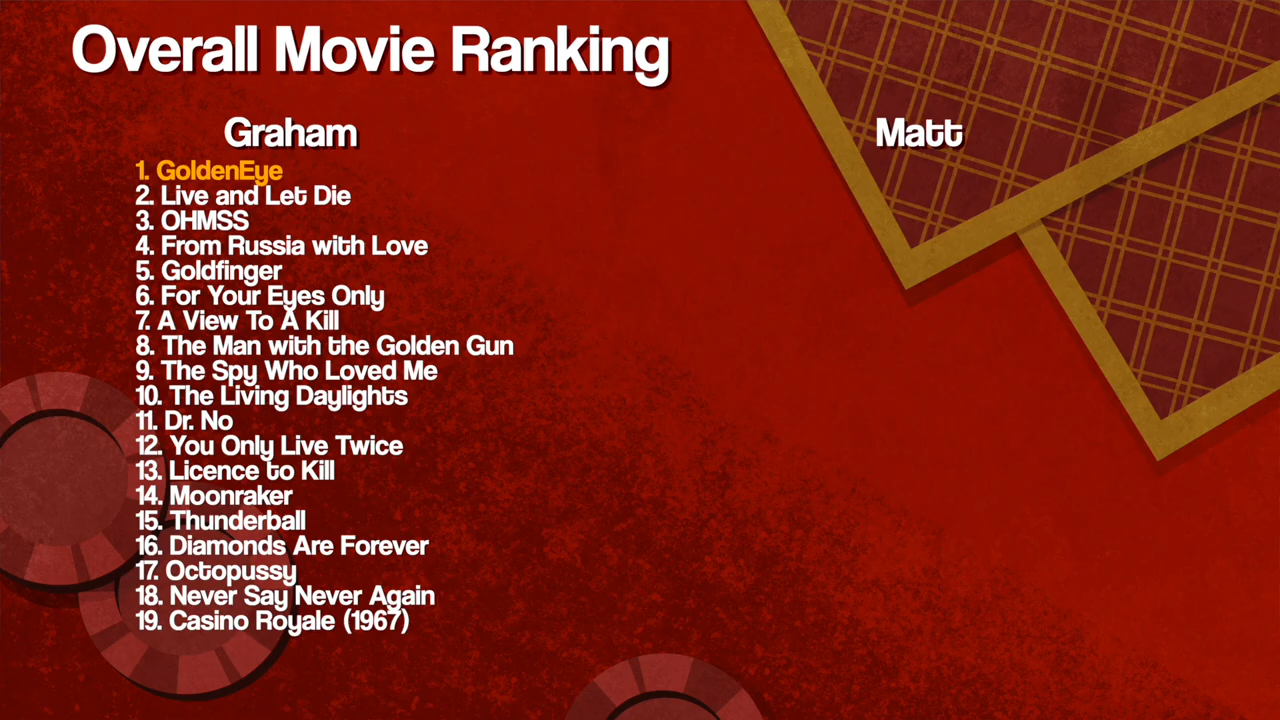 Overall Movie Ranking
Graham
Matt
1. GoldenEye
2. Live and Let Die
3. OHMSS
4. From Russia with Love
5. Goldfinger
6. For Your Eyes Only
7. A View To A Kill
8. The Man with the Golden Gun
9. The Spy Who Loved Me
10. The Living Daylights
11. Dr. No
12. You Only Live Twice
13. Licence to Kill
14. Moonraker
15. Thunderball
16. Diamonds Are Forever
17. Octopussy
18. Never Say Never Again
19. Casino Royale (1967)